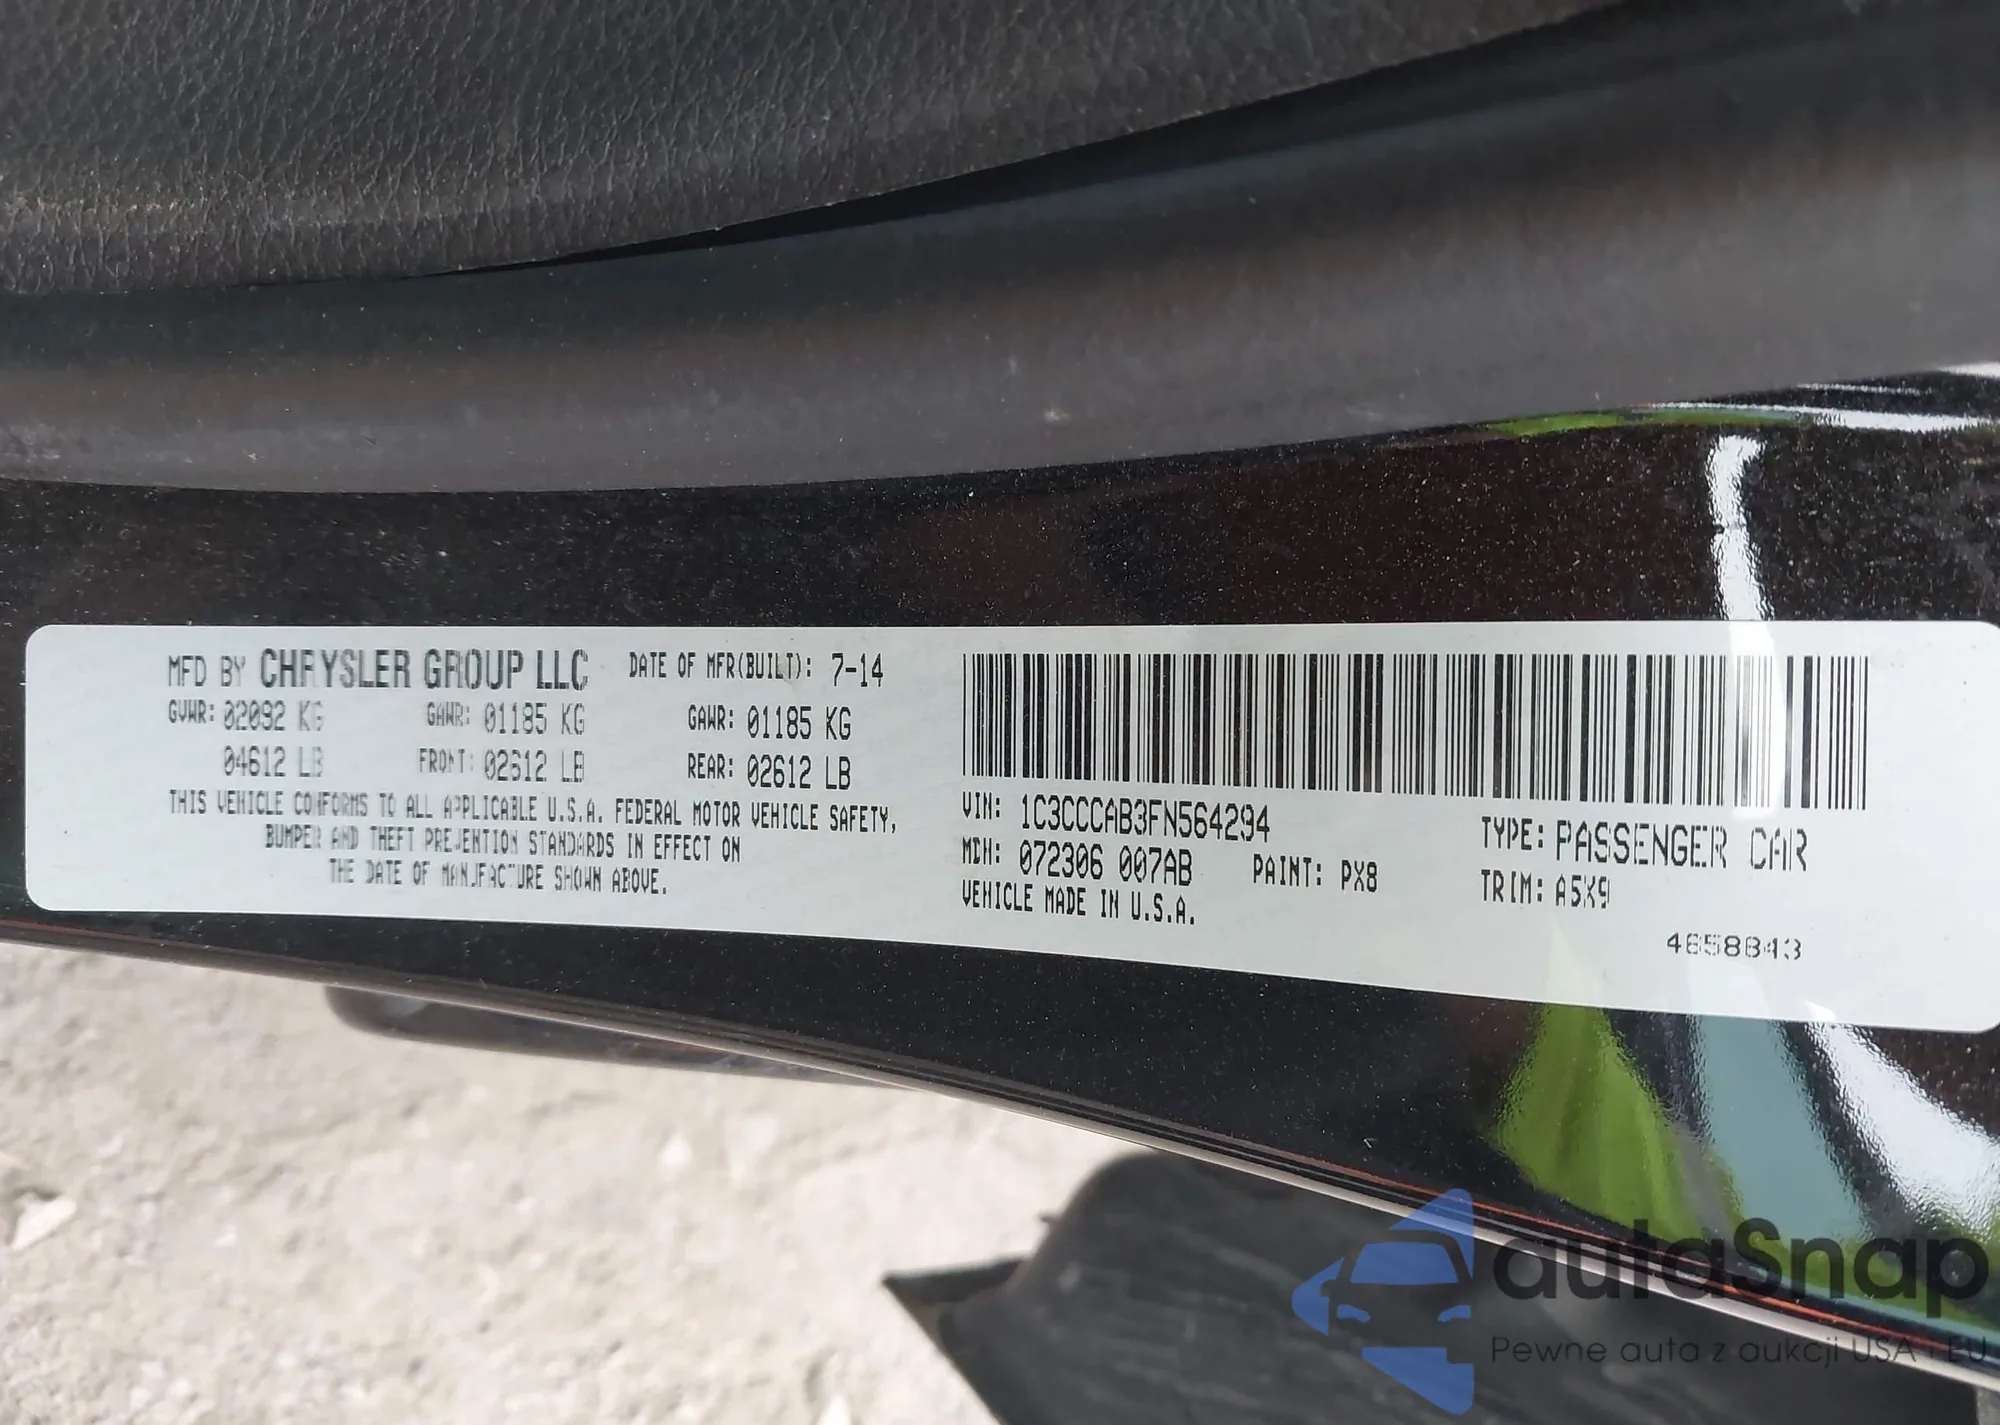 MFD BY CHRYSLER GROUP LLC DATE OF MFR(BUILT): 7-14
GVWR: 02092 KG GAWR: 01185 KG GAWR: 01185 KG
04612 LB FRONT: 02612 LB REAR: 02612 LB
THIS VEHICLE CONFORMS TO ALL APPLICABLE U.S.A. FEDERAL MOTOR VEHICLE SAFETY,
BUMPER AND THEFT PREVENTION STANDARDS IN EFFECT ON
THE DATE OF MANUFACTURE SHOWN ABOVE.
VIN: 1C3CCCAB3FN564294 TYPE: PASSENGER CAR
MDH: 072306 007AB PAINT: PX8 TRIM: A5X9
VEHICLE MADE IN U.S.A.
4658843
autaSnap
Pewne auta z aukcji USA i EU